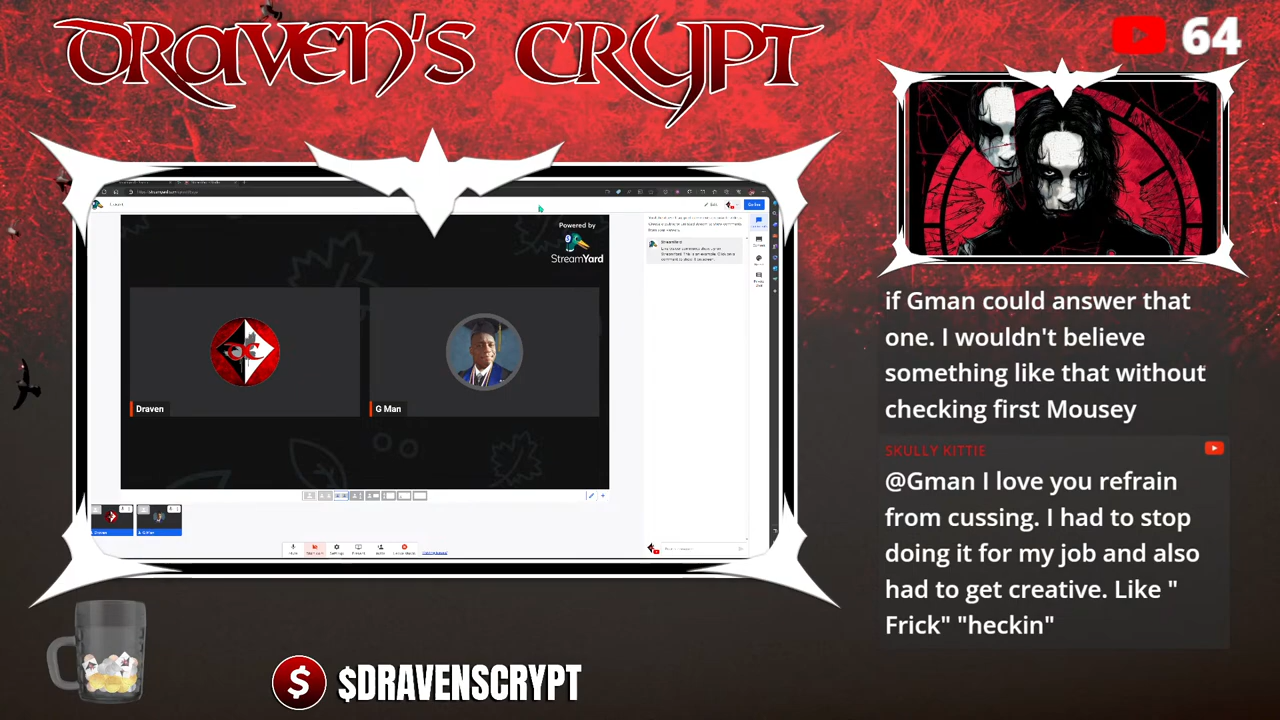 DRAVEN'S CRYPT
64
Powered by
StreamYard
Draven
G Man
if Gman could answer that
one. I wouldn't believe
something like that without
checking first Mousey
SKULLY KITTIE
@Gman I love you refrain
from cussing. I had to stop
doing it for my job and also
had to get creative. Like "
Frick" "heckin"
$
$DRAVENSCRYPT